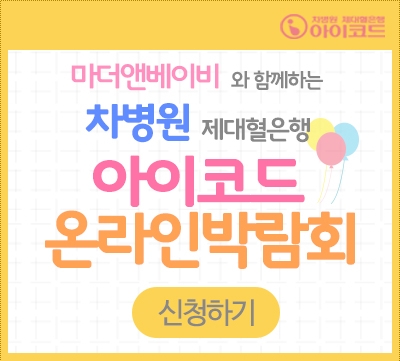 차병원 제대혈은행
아이코드
마더앤베이비 와 함께하는
차병원 제대혈은행
아이코드
온라인박람회
신청하기